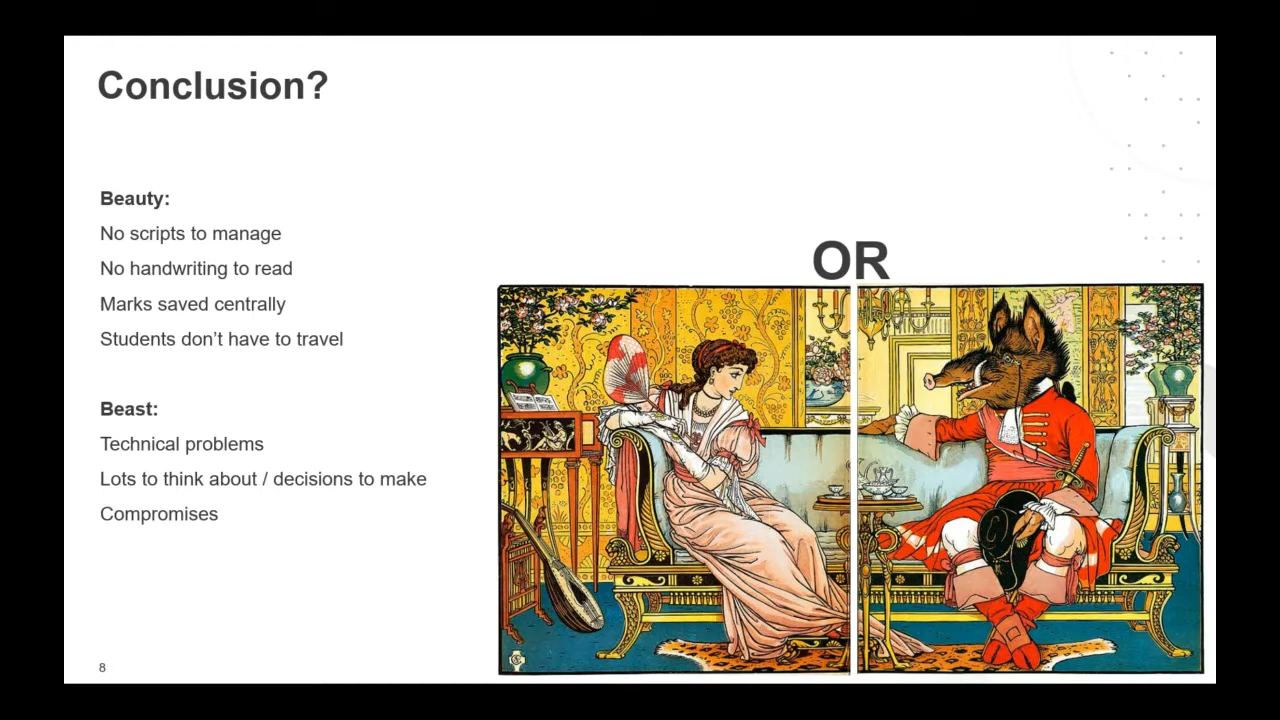 Conclusion?
Beauty:
No scripts to manage
No handwriting to read
Marks saved centrally
Students don’t have to travel
Beast:
Technical problems
Lots to think about / decisions to make
Compromises
OR
8